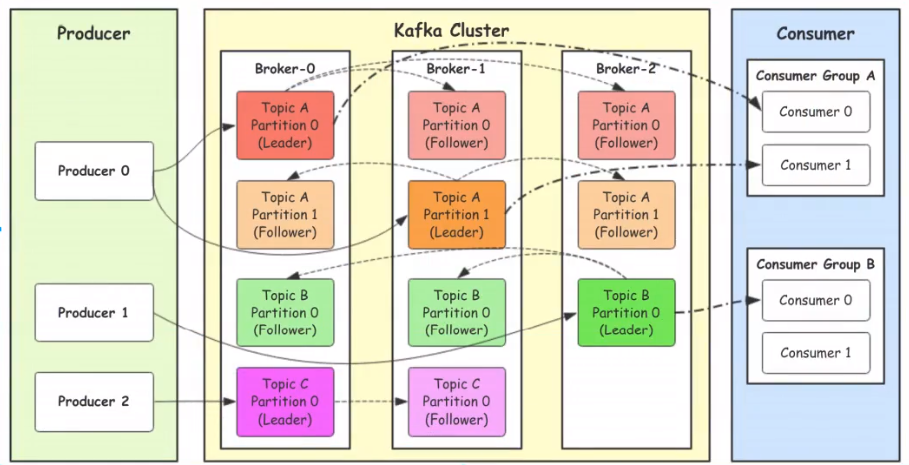 Producer
Kafka Cluster
Consumer
Broker-0
Broker-1
Broker-2
Consumer Group A
Topic A
Partition 0
(Leader)
Topic A
Partition 0
(Follower)
Topic A
Partition 0
(Follower)
Consumer 0
Producer 0
Consumer 1
Topic A
Partition 1
(Follower)
Topic A
Partition 1
(Leader)
Topic A
Partition 1
(Follower)
Consumer Group B
Producer 1
Topic B
Partition 0
(Follower)
Topic B
Partition 0
(Follower)
Topic B
Partition 0
(Leader)
Consumer 0
Consumer 1
Producer 2
Topic C
Partition 0
(Leader)
Topic C
Partition 0
(Follower)